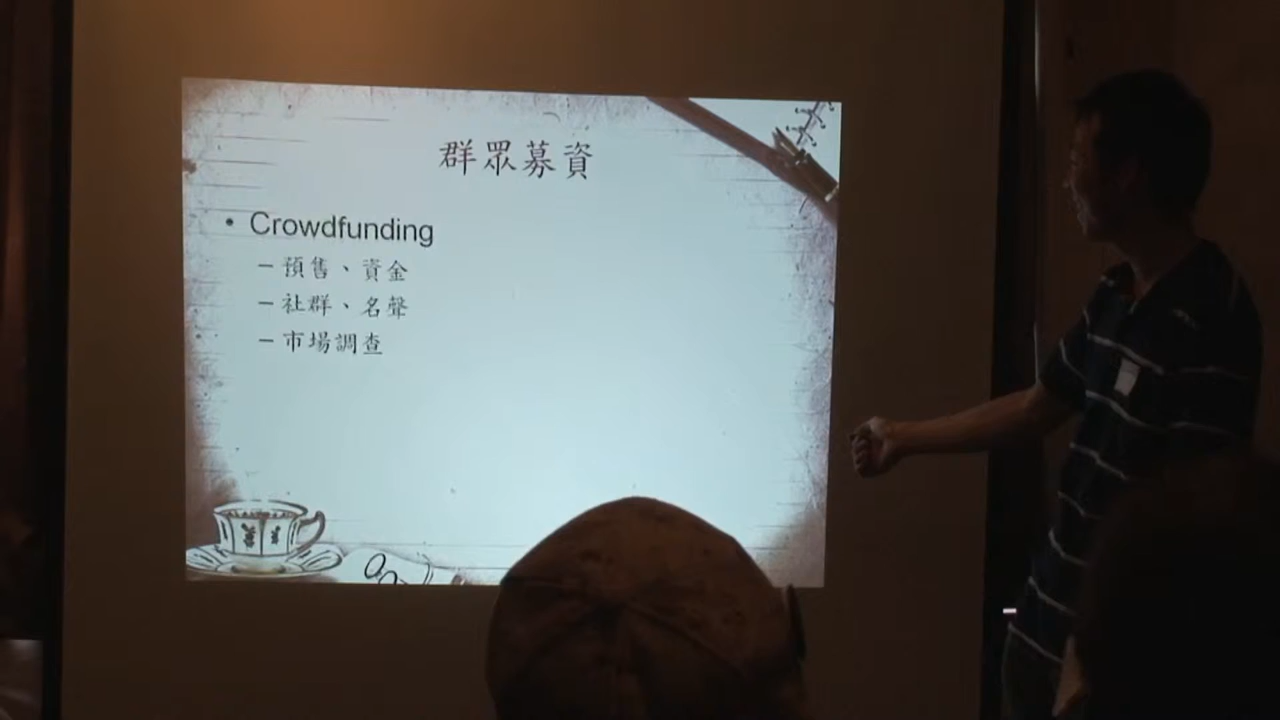 群眾募資
• Crowdfunding
– 預售、資金
– 社群、名聲
– 市場調查